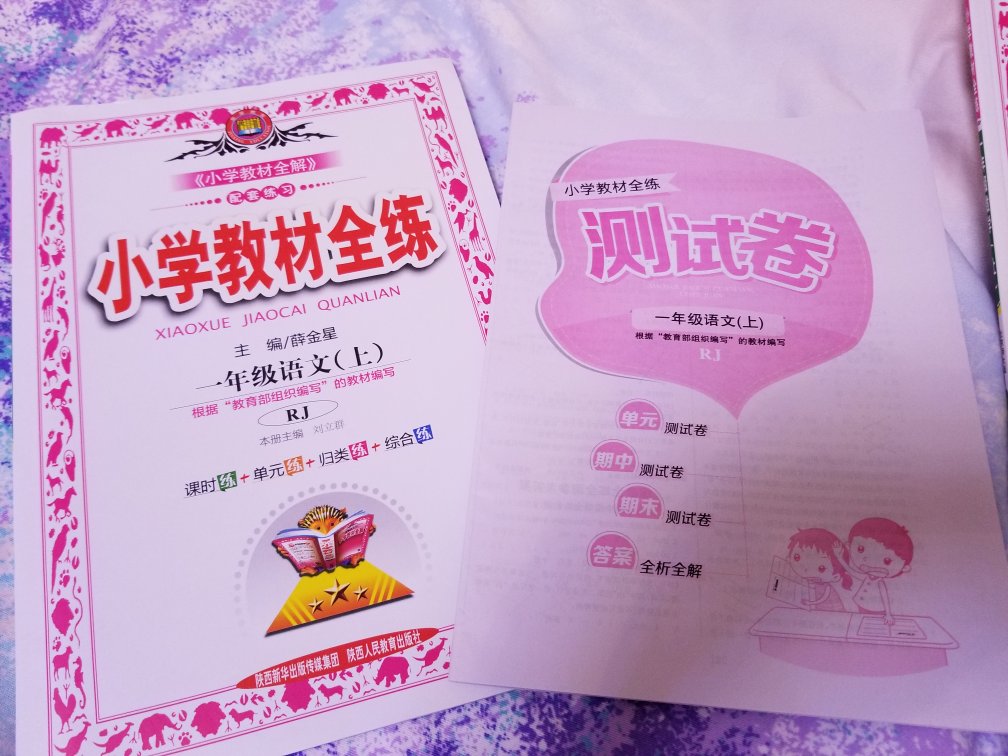 《小学教材全解》
配套练习
小学教材全练
XIAOXUE JIAOCAI QUANLIAN
主 编/薛金星
一年级语文(上)
根据“教育部组织编写”的教材编写
RJ
本册主编 刘立群
课时练+单元练+归类练+综合练
陕西新华出版传媒集团 陕西人民教育出版社
小学教材全练
测试卷
一年级语文(上)
根据“教育部组织编写”的教材编写
RJ
单元 测试卷
期中 测试卷
期末 测试卷
答案 全析全解